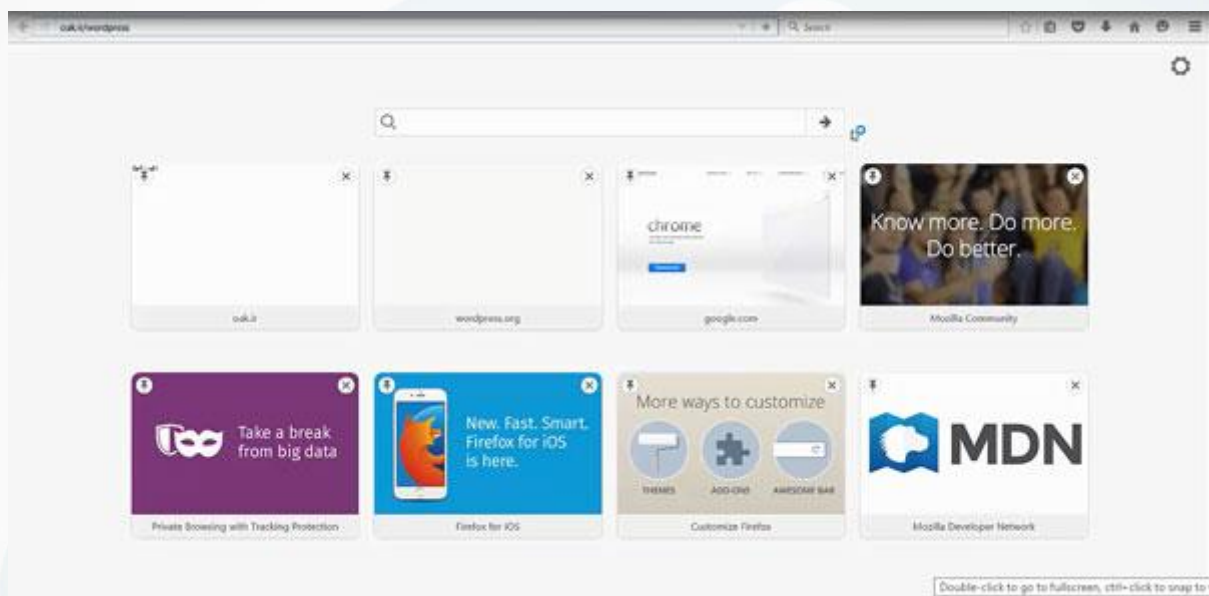 oak.ir/wordpress
Search
chrome
Know more. Do more.
Do better.
oak.ir
wordpress.org
google.com
Mozilla Community
Take a break
from big data
New. Fast. Smart.
Firefox for iOS
is here.
More ways to customize
THEMES
ADD-ONS
AWESOME BAR
MDN
Private Browsing with Tracking Protection
Firefox for iOS
Customize Firefox
Mozilla Developer Network
Double-click to go to fullscreen, ctrl+click to snap to